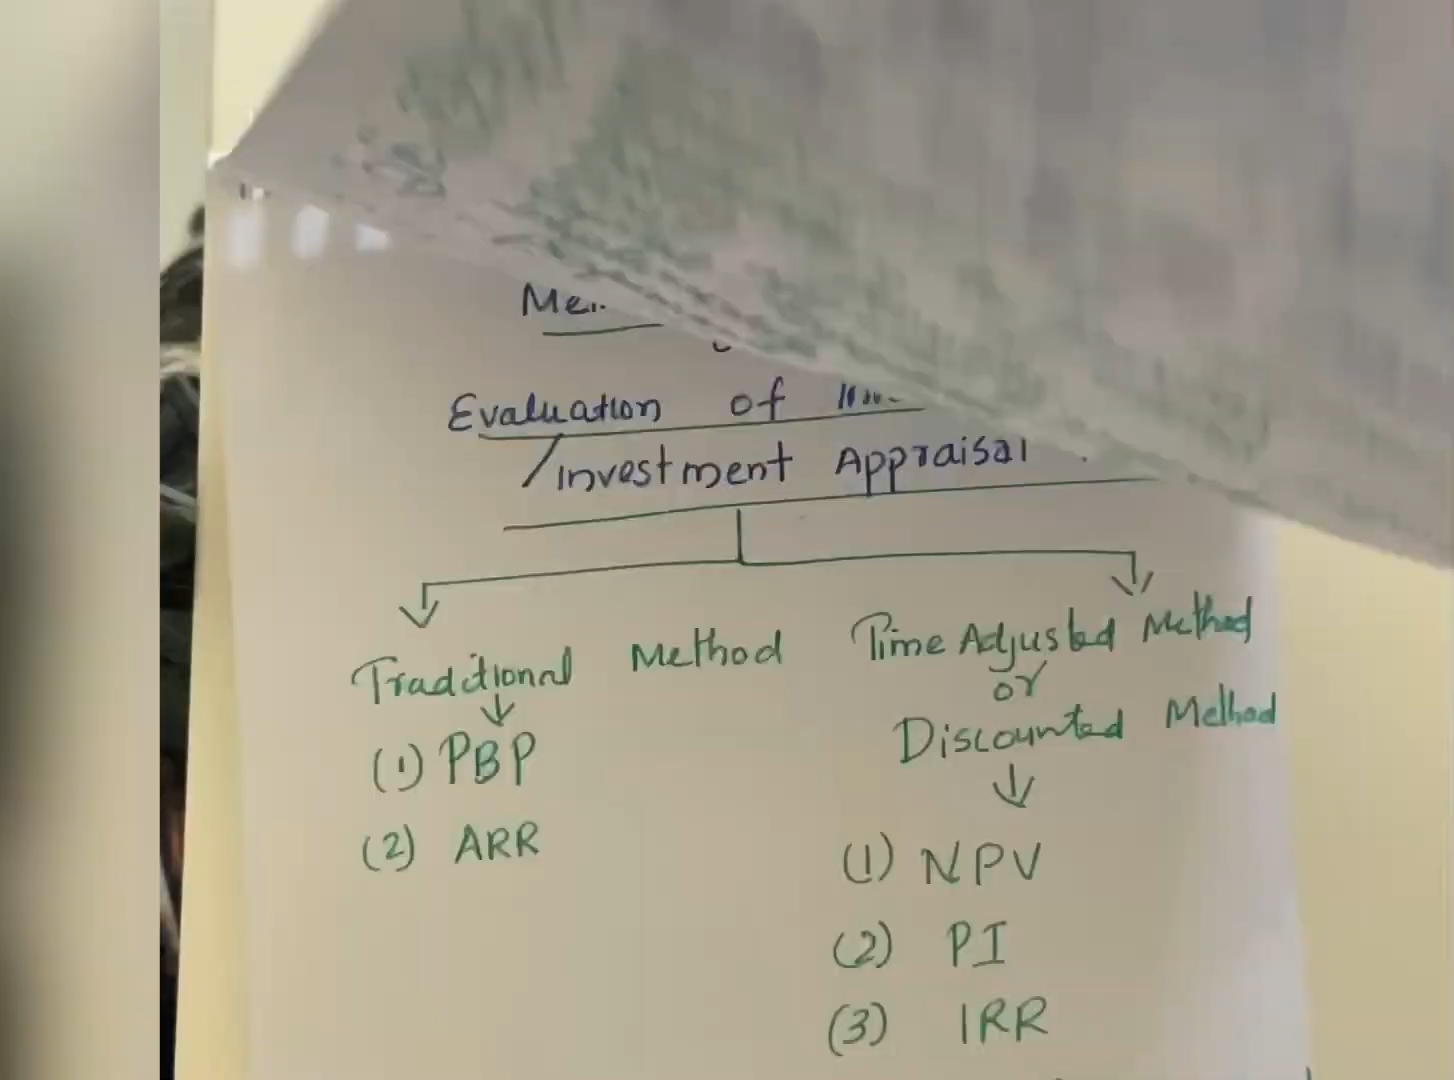 Evaluation of
/Investment Appraisal
Traditional Method
(1) PBP
(2) ARR
Time Adjusted Method
or
Discounted Method
(1) NPV
(2) PI
(3) IRR